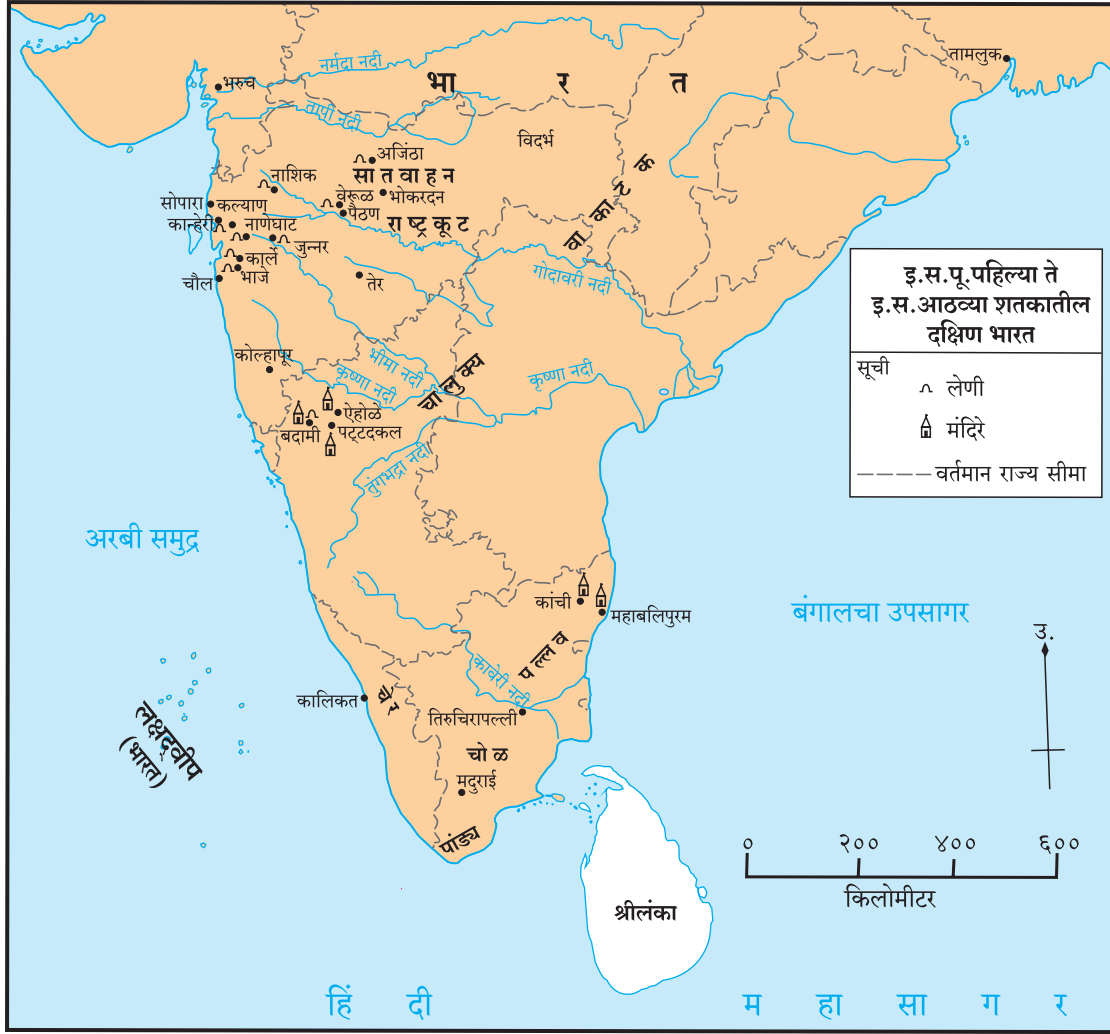 तामलुक
नर्मदा नदी
भा र त
भरुच
तापी नदी
विदर्भ
अजिंठा
सा त वा ह न
वा का ट क
नाशिक
वेरूळ
भोकरदन
सोपारा
कल्याण
पैठण
रा ष्ट्र कू ट
कान्हेरी
नाणेघाट
जुन्नर
कार्ले
भाजे
चौल
तेर
गोदावरी नदी
इ.स.पू.पहिल्या ते
इ.स.आठव्या शतकातील
दक्षिण भारत
सूची
लेणी
मंदिरे
वर्तमान राज्य सीमा
कोल्हापूर
भीमा नदी
कृष्णा नदी
चालुक्य
कृष्णा नदी
ऐहोळे
बदामी
पट्टदकल
तुंगभद्रा नदी
अरबी समुद्र
कांची
महाबलिपुरम
बंगालचा उपसागर
उ.
प ल्ल व
कावेरी नदी
कालिकत
चे र
तिरुचिरापल्ली
लक्षद्वीप
(भारत)
चो ळ
मदुराई
पांड्य
० २०० ४०० ६००
किलोमीटर
श्रीलंका
हिं दी म हा सा ग र